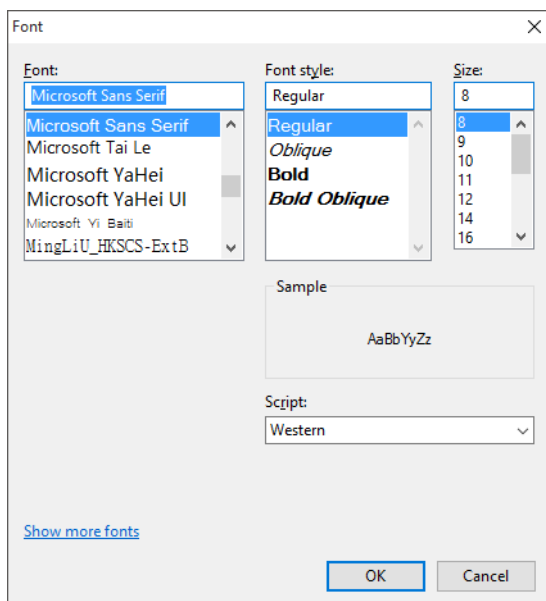 Font
Font:
Microsoft Sans Serif
Microsoft Sans Serif
Microsoft Tai Le
Microsoft YaHei
Microsoft YaHei UI
Microsoft Yi Baiti
MingLiU_HKSCS-ExtB
Font style:
Regular
Regular
Oblique
Bold
Bold Oblique
Size:
8
8
9
10
11
12
14
16
Sample
AaBbYyZz
Script:
Western
Show more fonts
OK
Cancel